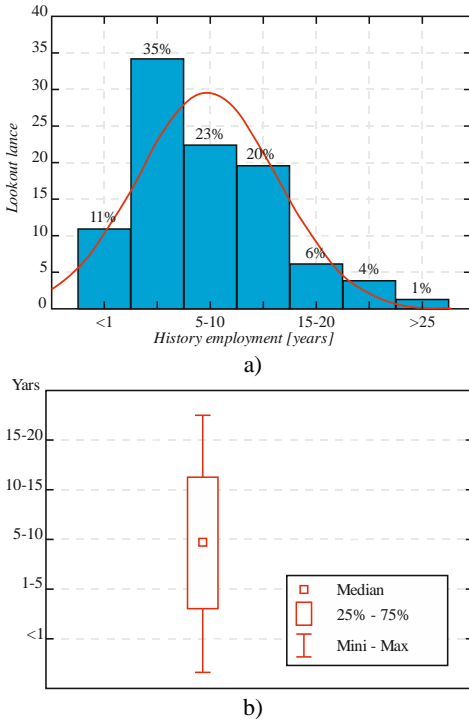 40
35%
35
30
23%
25
20%
20
15
11%
10
6%
4%
5
1%
0
Lookout lance
<1 5-10 15-20 >25
History employment [years]
a)
Yars
15-20
10-15
5-10
1-5
<1
Median
25% - 75%
Mini - Max
b)